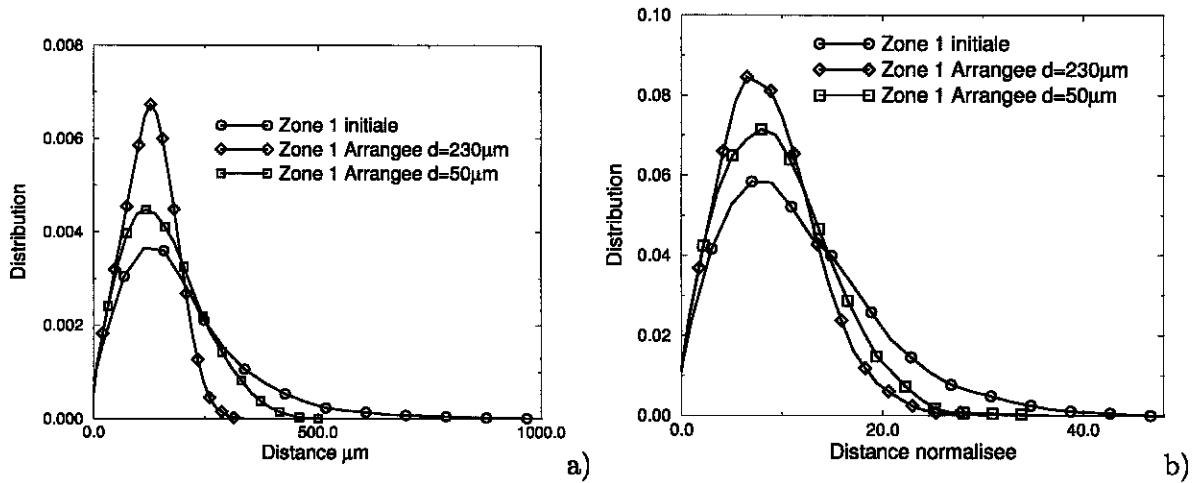 0.008
0.006
0.004
0.002
0.000
Distribution
Zone 1 initiale
Zone 1 Arrangee d=230µm
Zone 1 Arrangee d=50µm
0.0
500.0
1000.0
Distance µm
a)
0.10
0.08
0.06
0.04
0.02
0.00
Distribution
Zone 1 initiale
Zone 1 Arrangee d=230µm
Zone 1 Arrangee d=50µm
0.0
20.0
40.0
Distance normalisee
b)